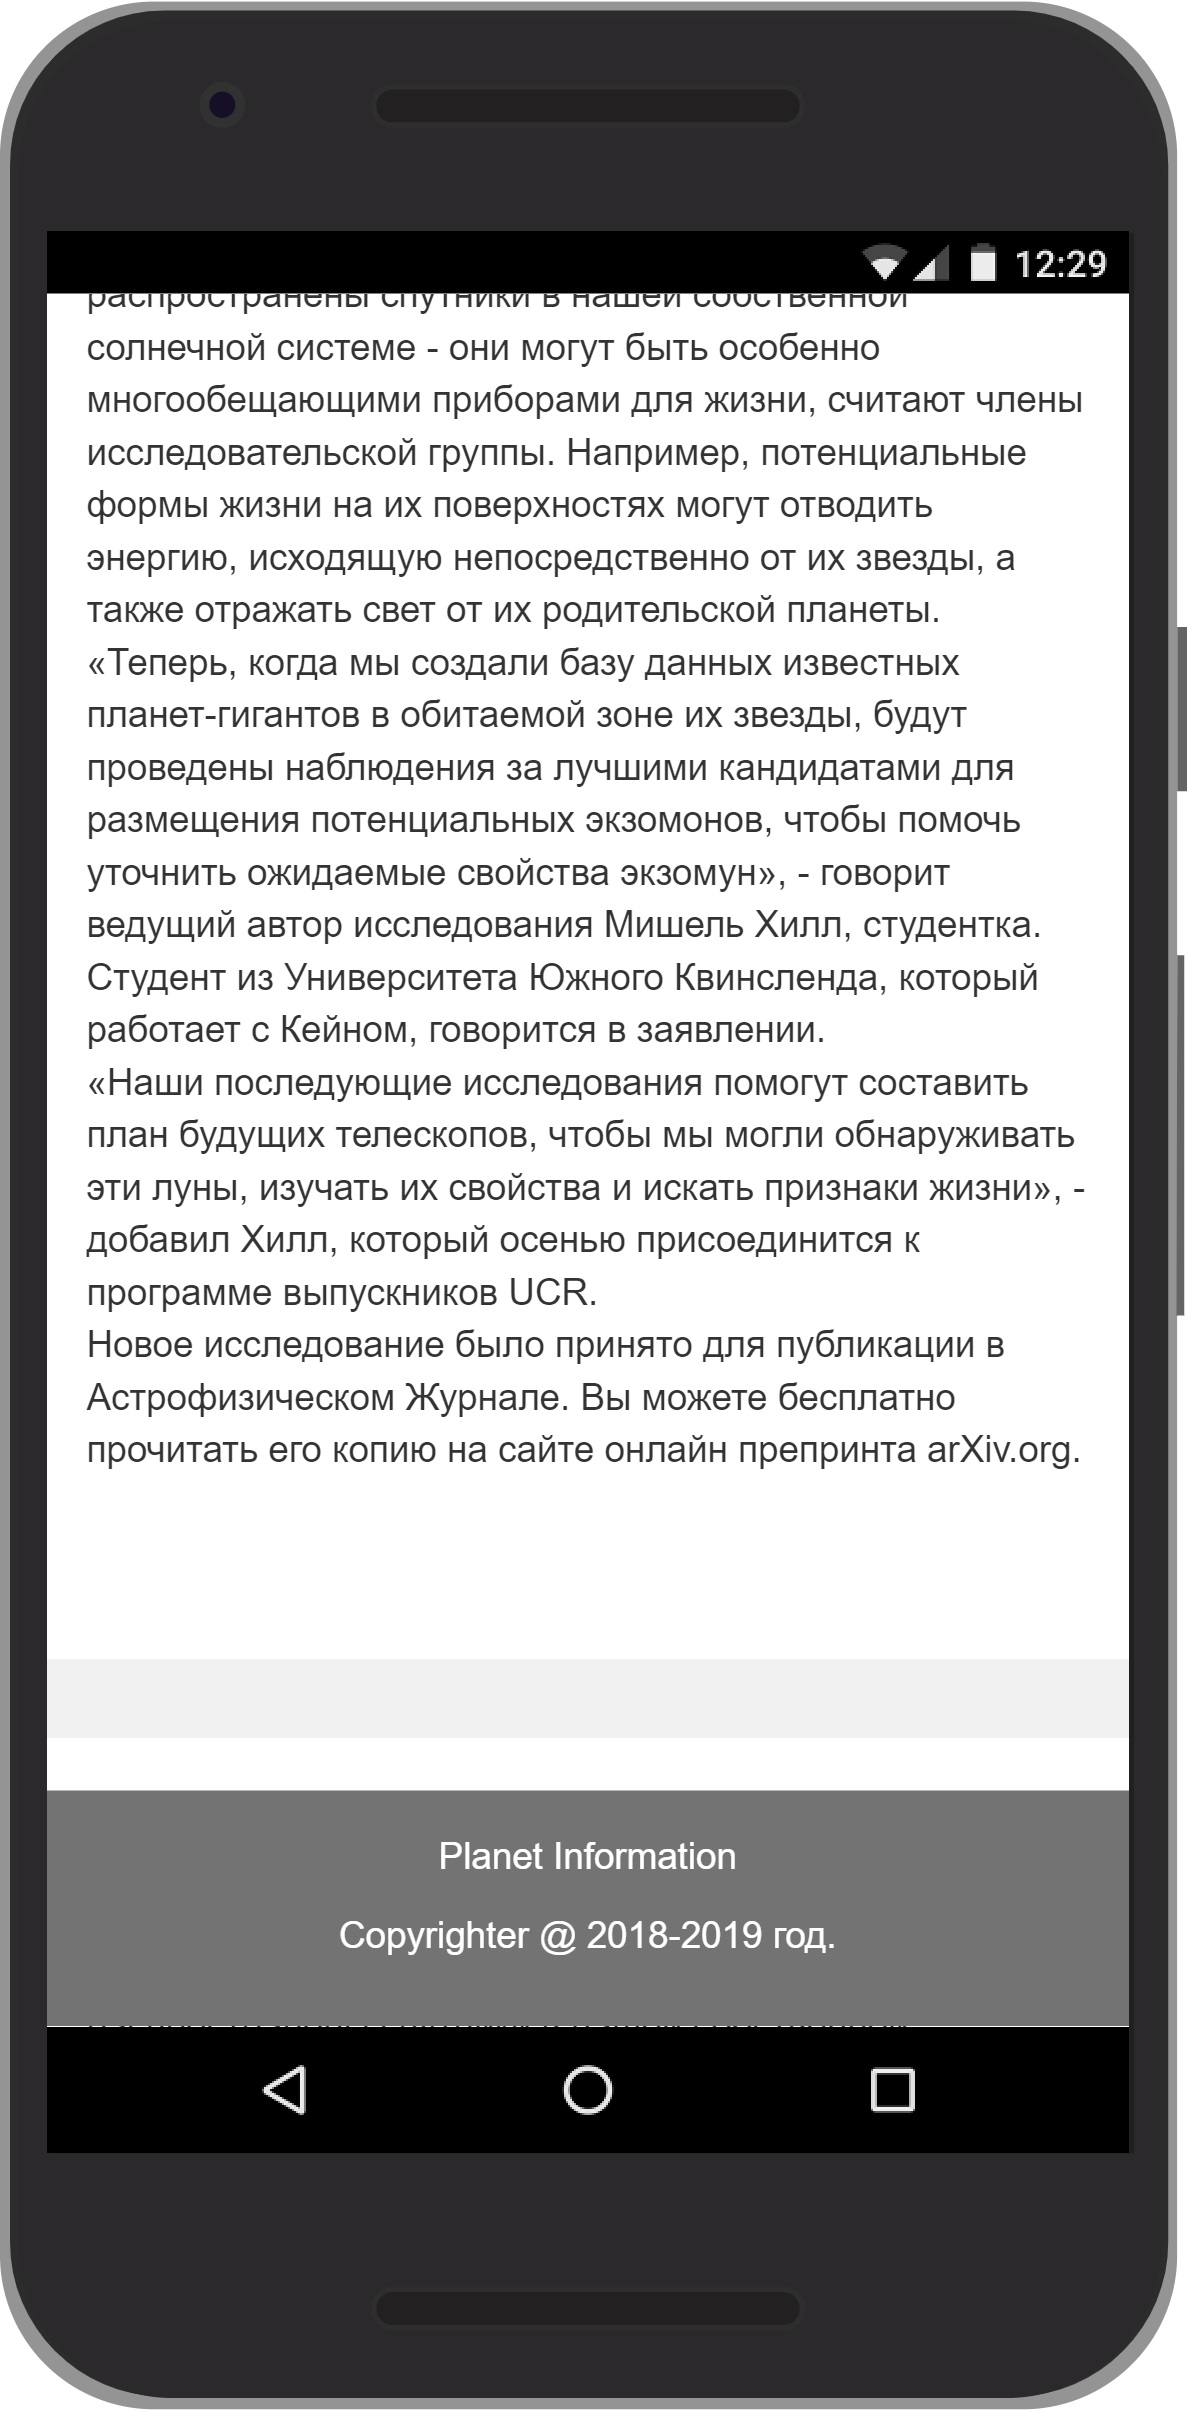 12:29
распространены спутники в нашей собственной
солнечной системе - они могут быть особенно
многообещающими приборами для жизни, считают члены
исследовательской группы. Например, потенциальные
формы жизни на их поверхностях могут отводить
энергию, исходящую непосредственно от их звезды, а
также отражать свет от их родительской планеты.
«Теперь, когда мы создали базу данных известных
планет-гигантов в обитаемой зоне их звезды, будут
проведены наблюдения за лучшими кандидатами для
размещения потенциальных экзомонов, чтобы помочь
уточнить ожидаемые свойства экзомун», - говорит
ведущий автор исследования Мишель Хилл, студентка.
Студент из Университета Южного Квинсленда, который
работает с Кейном, говорится в заявлении.
«Наши последующие исследования помогут составить
план будущих телескопов, чтобы мы могли обнаруживать
эти луны, изучать их свойства и искать признаки жизни», -
добавил Хилл, который осенью присоединится к
программе выпускников UCR.
Новое исследование было принято для публикации в
Астрофизическом Журнале. Вы можете бесплатно
прочитать его копию на сайте онлайн препринта arXiv.org.
Planet Information
Copyrighter @ 2018-2019 год.